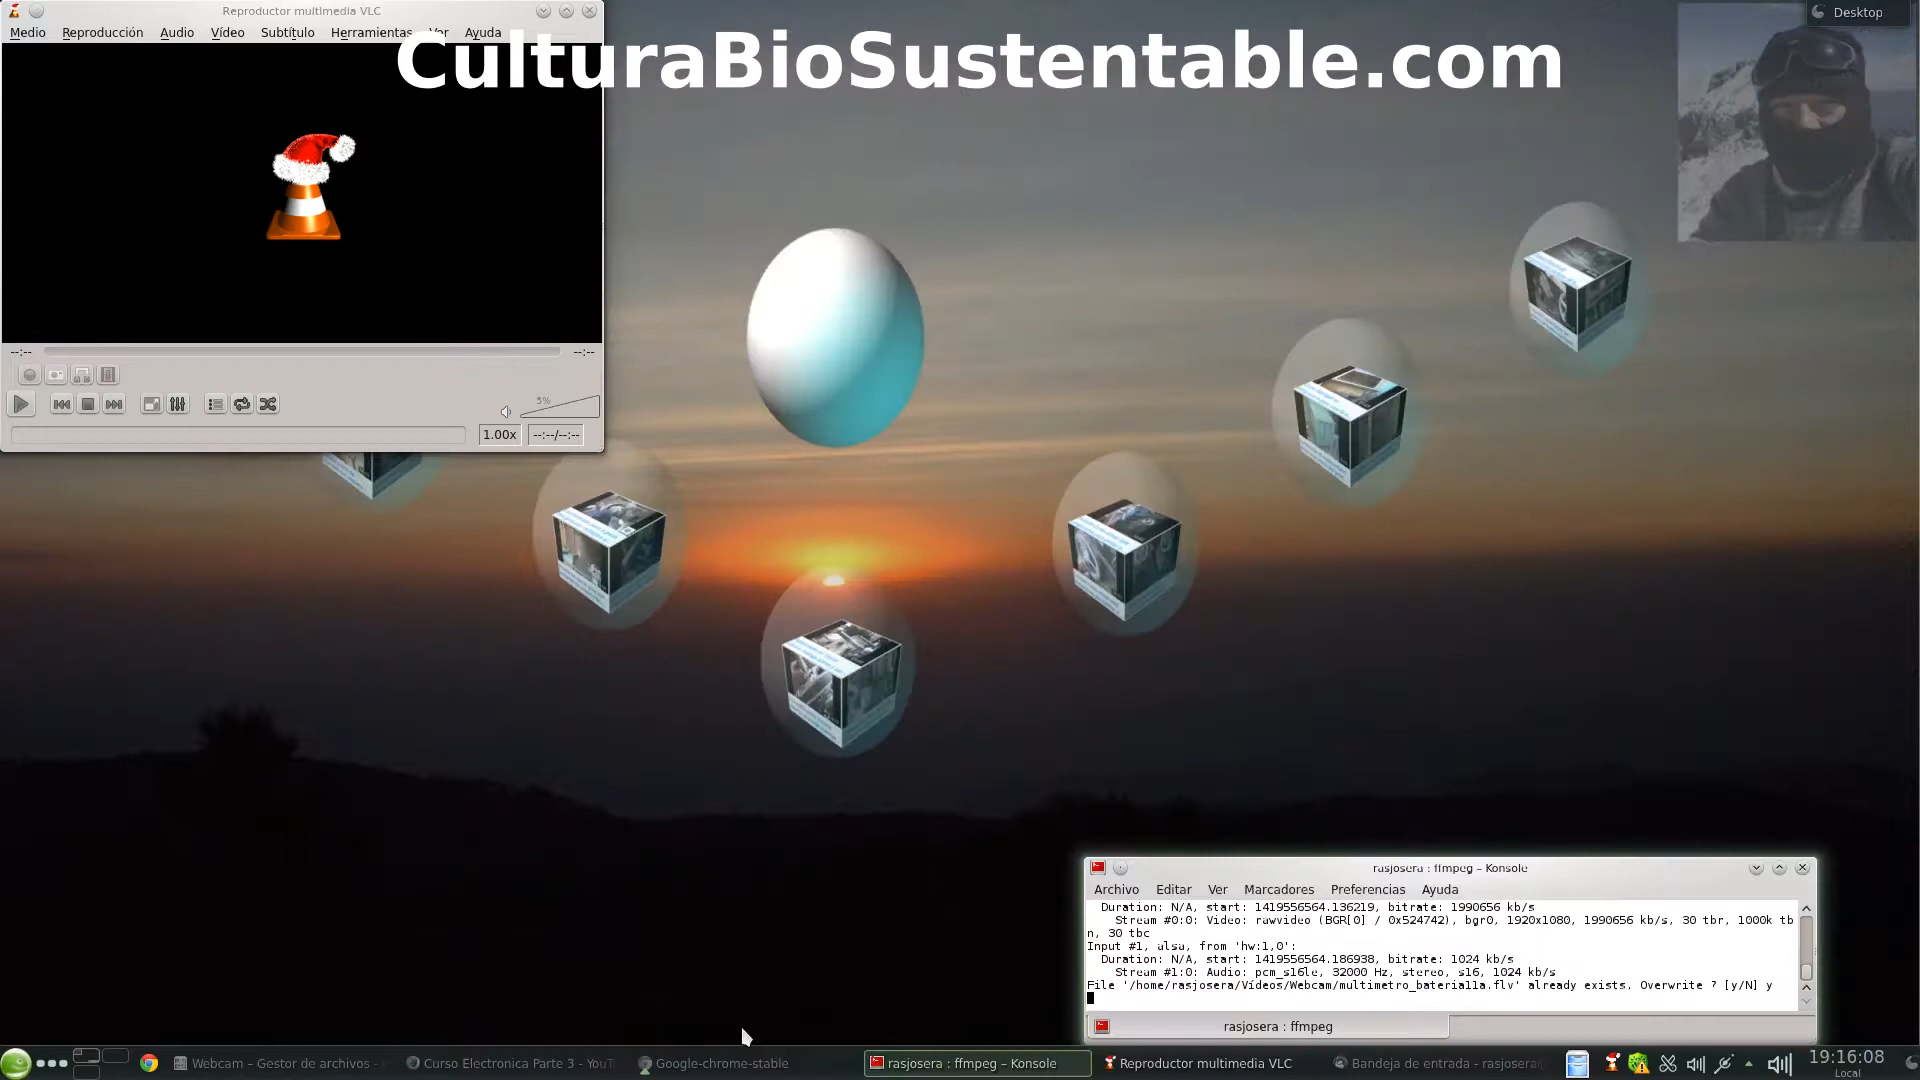 Reproductor multimedia VLC
Medio Reproducción Audio Vídeo Subtítulo Herramientas Ver Ayuda
CulturaBioSustentable.com
Desktop
--:-- --:--
5%
1.00x --:--/--:--
rasjosera : ffmpeg – Konsole
Archivo Editar Ver Marcadores Preferencias Ayuda
Duration: N/A, start: 1419556564.136219, bitrate: 1990656 kb/s
Stream #0:0: Video: rawvideo (BGR[0] / 0x524742), bgr0, 1920x1080, 1990656 kb/s, 30 tbr, 1000k tb
n, 30 tbc
Input #1, alsa, from 'hw:1,0':
Duration: N/A, start: 1419556564.186938, bitrate: 1024 kb/s
Stream #1:0: Audio: pcm_s16le, 32000 Hz, stereo, s16, 1024 kb/s
File '/home/rasjosera/Vídeos/Webcam/multimetro_bateria11a.flv' already exists. Overwrite ? [y/N] y
rasjosera : ffmpeg
Webcam – Gestor de archivos – Curso Electronica Parte 3 - YouT Google-chrome-stable rasjosera : ffmpeg – Konsole Reproductor multimedia VLC Bandeja de entrada - rasjosera@ 19:16:08
Local